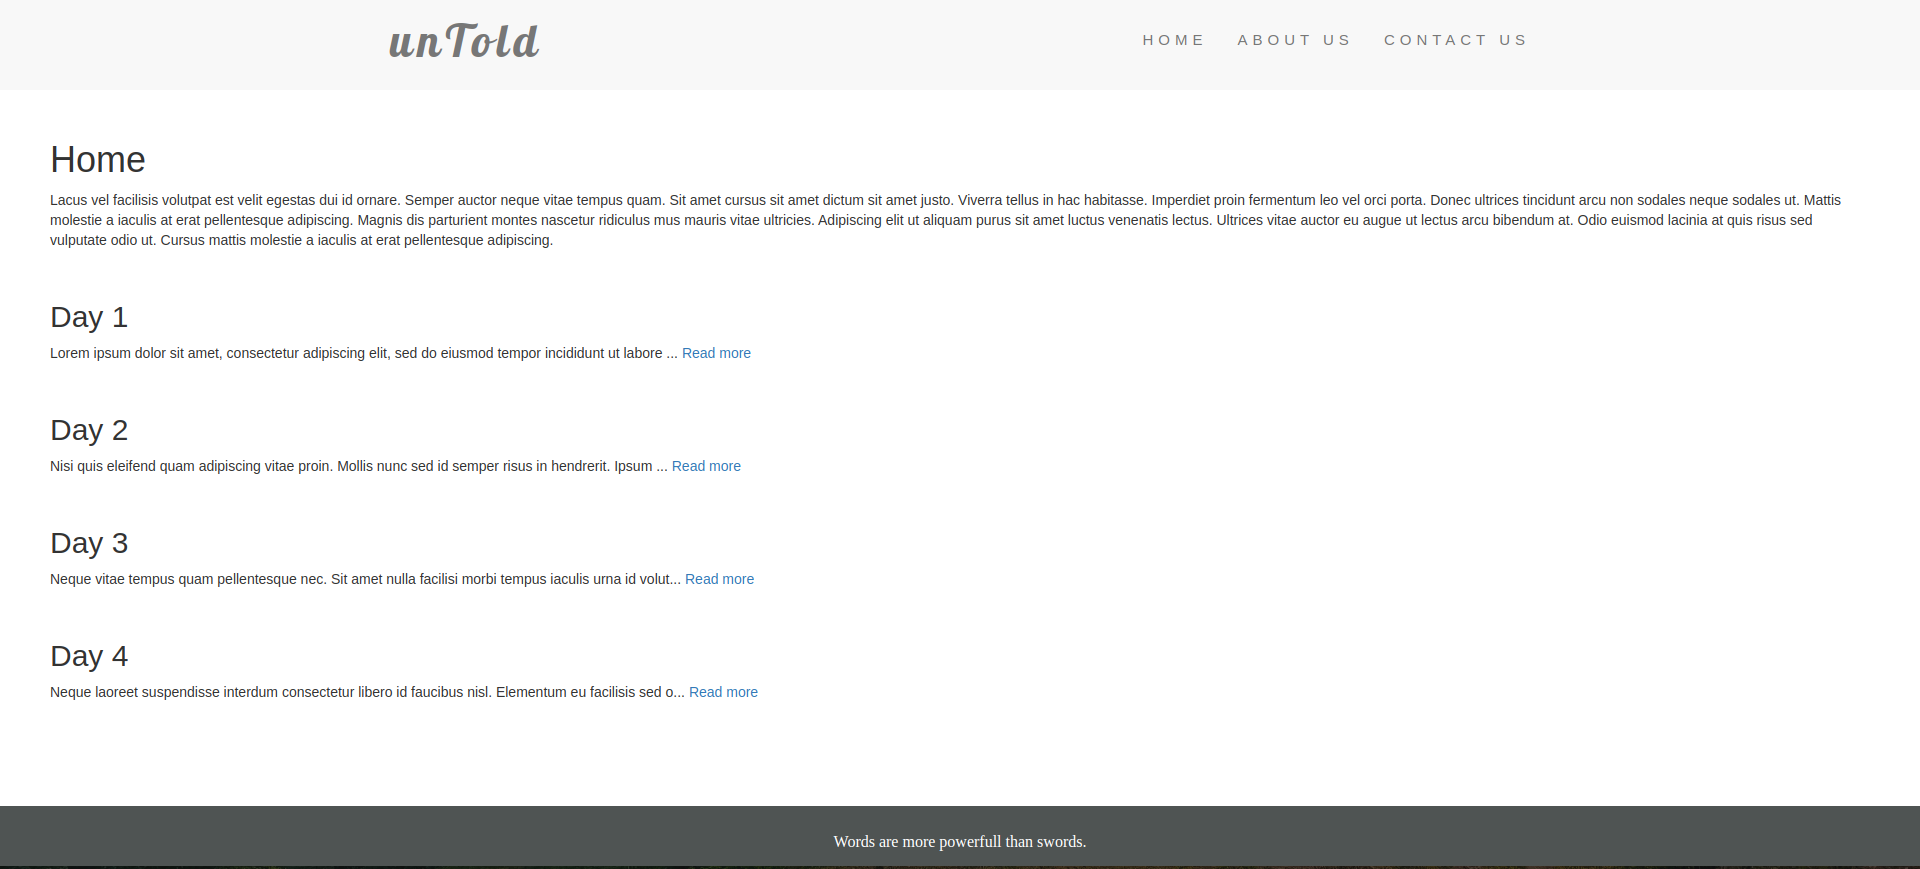 unTold
HOME ABOUT US CONTACT US
Home
Lacus vel facilisis volutpat est velit egestas dui id ornare. Semper auctor neque vitae tempus quam. Sit amet cursus sit amet dictum sit amet justo. Viverra tellus in hac habitasse. Imperdiet proin fermentum leo vel orci porta. Donec ultrices tincidunt arcu non sodales neque sodales ut. Mattis
molestie a iaculis at erat pellentesque adipiscing. Magnis dis parturient montes nascetur ridiculus mus mauris vitae ultricies. Adipiscing elit ut aliquam purus sit amet luctus venenatis lectus. Ultrices vitae auctor eu augue ut lectus arcu bibendum at. Odio euismod lacinia at quis risus sed
vulputate odio ut. Cursus mattis molestie a iaculis at erat pellentesque adipiscing.
Day 1
Lorem ipsum dolor sit amet, consectetur adipiscing elit, sed do eiusmod tempor incididunt ut labore ... Read more
Day 2
Nisi quis eleifend quam adipiscing vitae proin. Mollis nunc sed id semper risus in hendrerit. Ipsum ... Read more
Day 3
Neque vitae tempus quam pellentesque nec. Sit amet nulla facilisi morbi tempus iaculis urna id volut... Read more
Day 4
Neque laoreet suspendisse interdum consectetur libero id faucibus nisl. Elementum eu facilisis sed o... Read more
Words are more powerfull than swords.